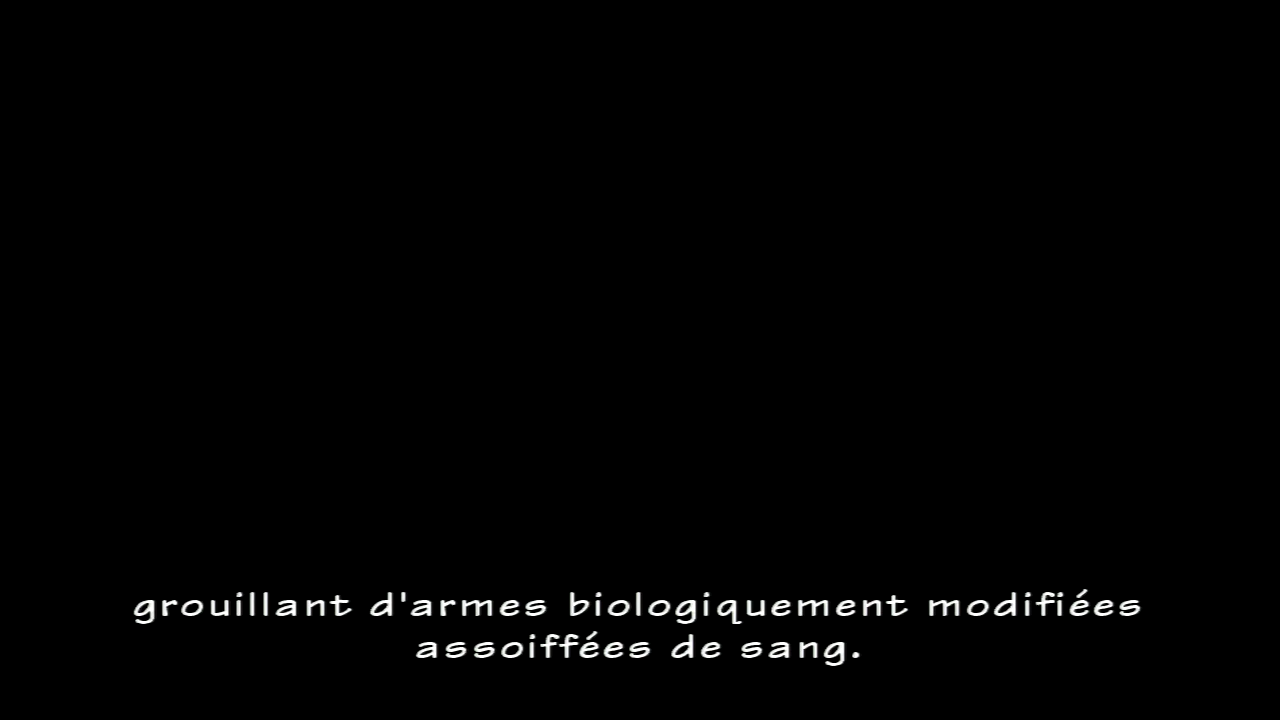 grouillant d'armes biologiquement modifiées
assoiffées de sang.